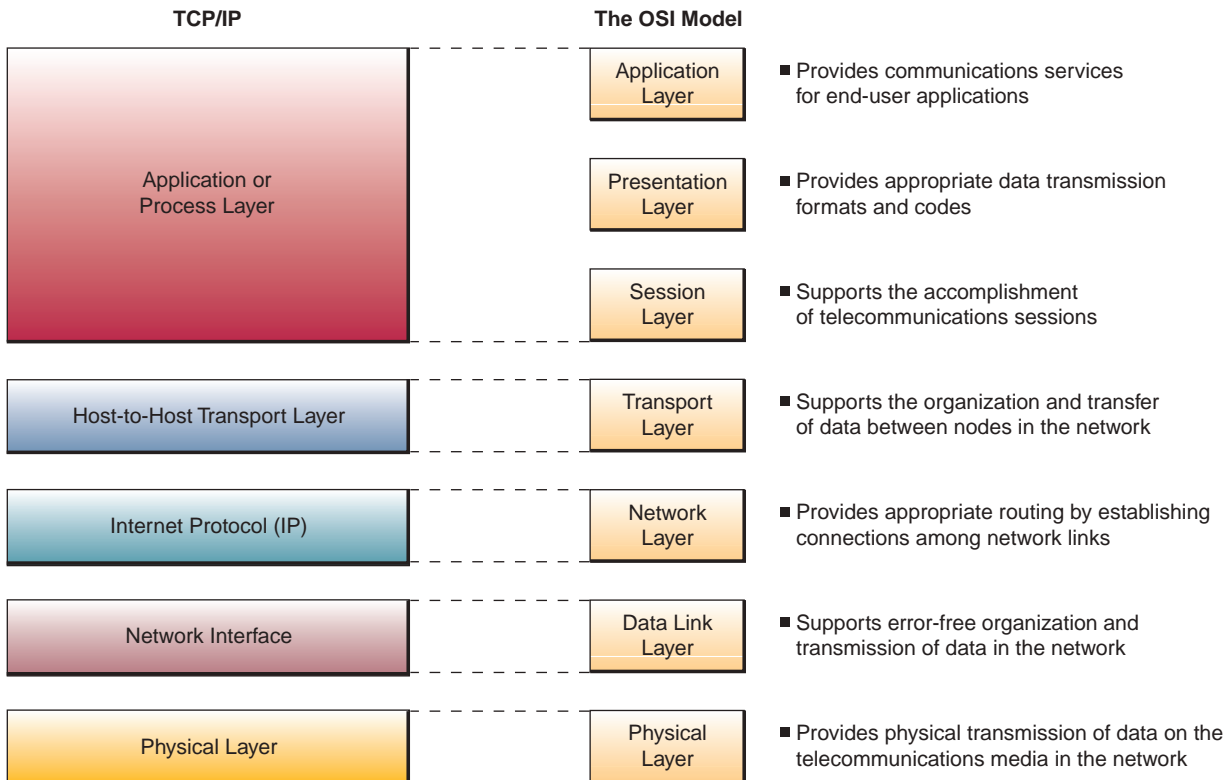 TCP/IP
The OSI Model
Application or
Process Layer
Application
Layer
■ Provides communications services
for end-user applications
Presentation
Layer
■ Provides appropriate data transmission
formats and codes
Session
Layer
■ Supports the accomplishment
of telecommunications sessions
Host-to-Host Transport Layer
Transport
Layer
■ Supports the organization and transfer
of data between nodes in the network
Internet Protocol (IP)
Network
Layer
■ Provides appropriate routing by establishing
connections among network links
Network Interface
Data Link
Layer
■ Supports error-free organization and
transmission of data in the network
Physical Layer
Physical
Layer
■ Provides physical transmission of data on the
telecommunications media in the network